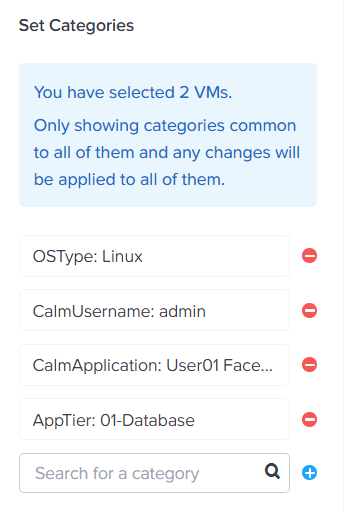 Set Categories
You have selected 2 VMs.
Only showing categories common
to all of them and any changes will
be applied to all of them.
OSType: Linux
CalmUsername: admin
CalmApplication: User01 Face...
AppTier: 01-Database
Search for a category